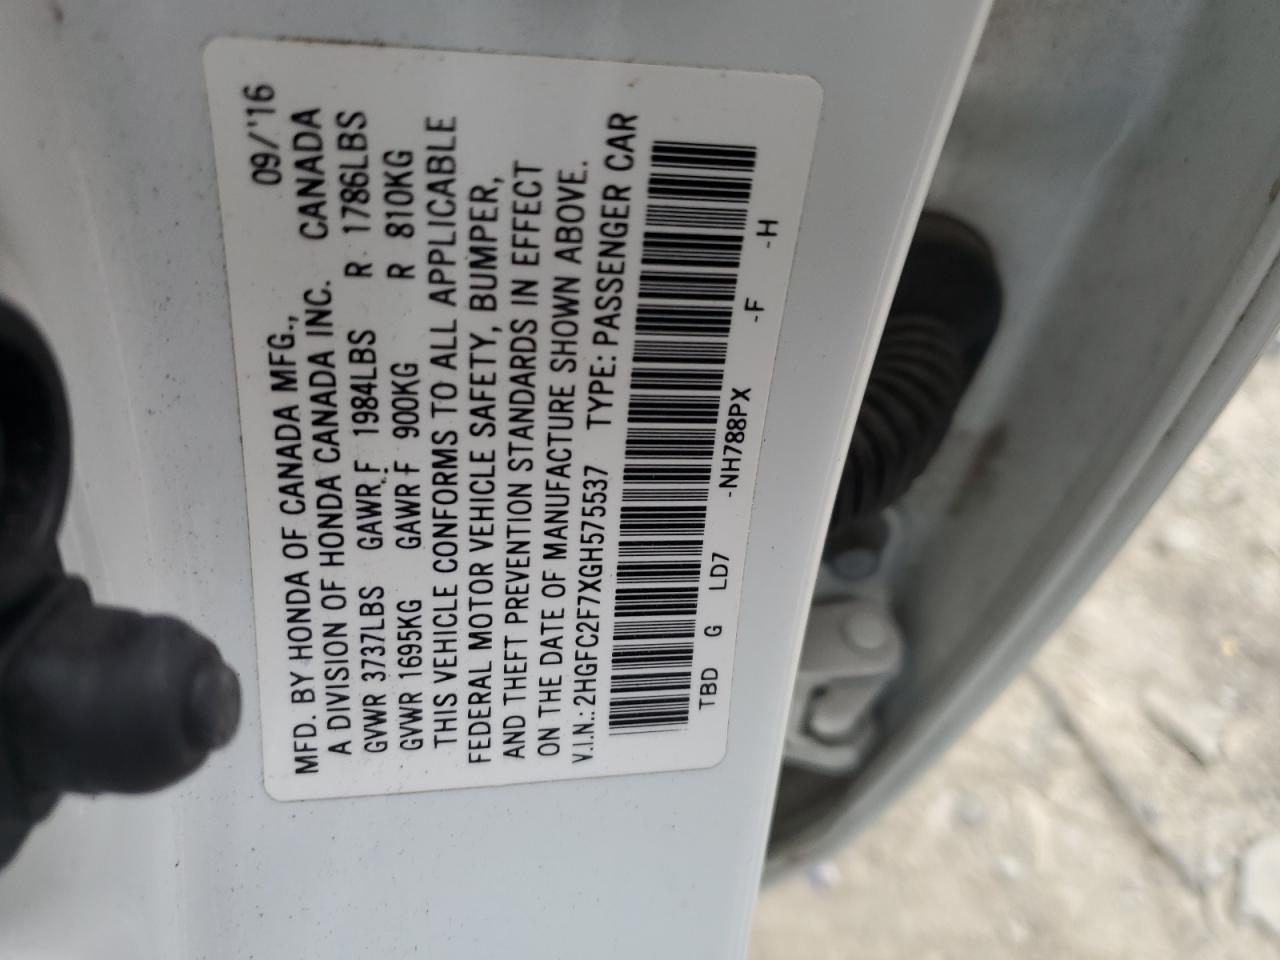 MFD. BY HONDA OF CANADA MFG., 09/'16
A DIVISION OF HONDA CANADA INC. CANADA
GVWR 3737LBS GAWR F 1984LBS R 1786LBS
GVWR 1695KG GAWR F 900KG R 810KG
THIS VEHICLE CONFORMS TO ALL APPLICABLE
FEDERAL MOTOR VEHICLE SAFETY, BUMPER,
AND THEFT PREVENTION STANDARDS IN EFFECT
ON THE DATE OF MANUFACTURE SHOWN ABOVE.
V.I.N.: 2HGFC2F7XGH575537 TYPE: PASSENGER CAR
TBD G LD7 -NH788PX -F -H